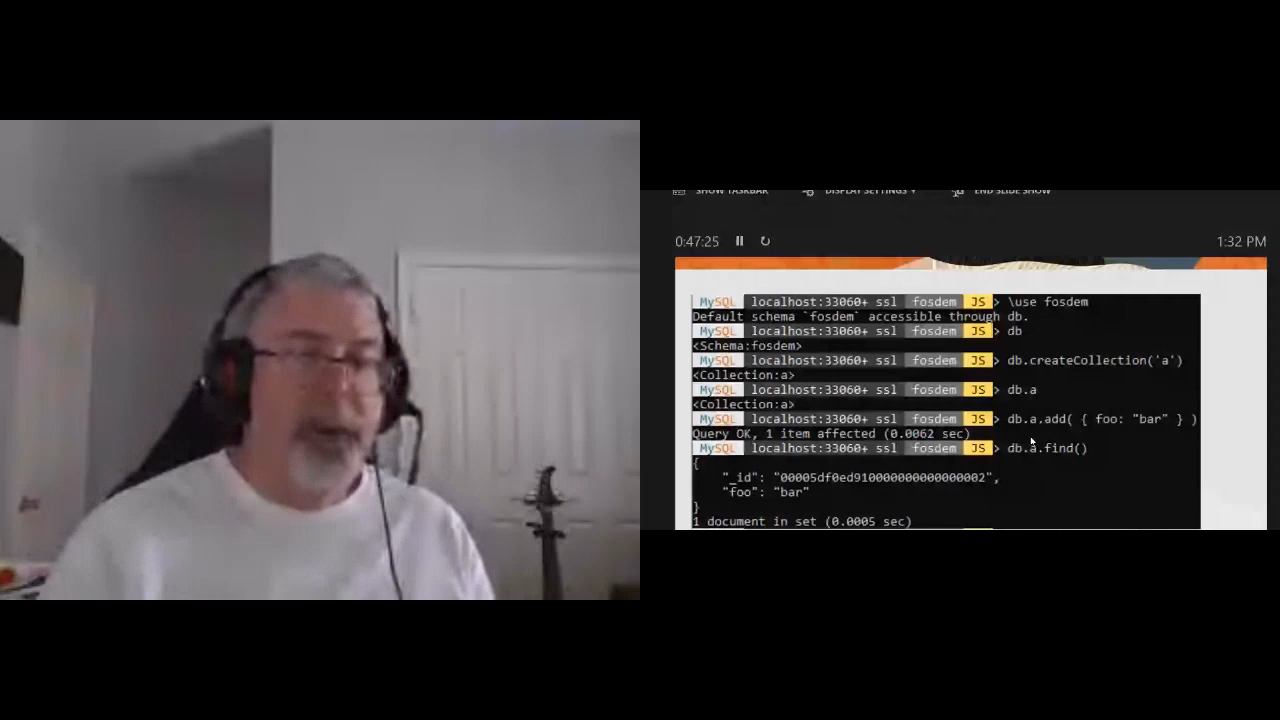 SHOW TASKBAR DISPLAY SETTINGS ▾ END SLIDE SHOW
0:47:25 1:32 PM
MySQL localhost:33060+ ssl fosdem JS > \use fosdem
Default schema `fosdem` accessible through db.
MySQL localhost:33060+ ssl fosdem JS > db
<Schema:fosdem>
MySQL localhost:33060+ ssl fosdem JS > db.createCollection('a')
<Collection:a>
MySQL localhost:33060+ ssl fosdem JS > db.a
<Collection:a>
MySQL localhost:33060+ ssl fosdem JS > db.a.add( { foo: "bar" } )
Query OK, 1 item affected (0.0062 sec)
MySQL localhost:33060+ ssl fosdem JS > db.a.find()
{
"_id": "00005df0ed910000000000000002",
"foo": "bar"
}
1 document in set (0.0005 sec)